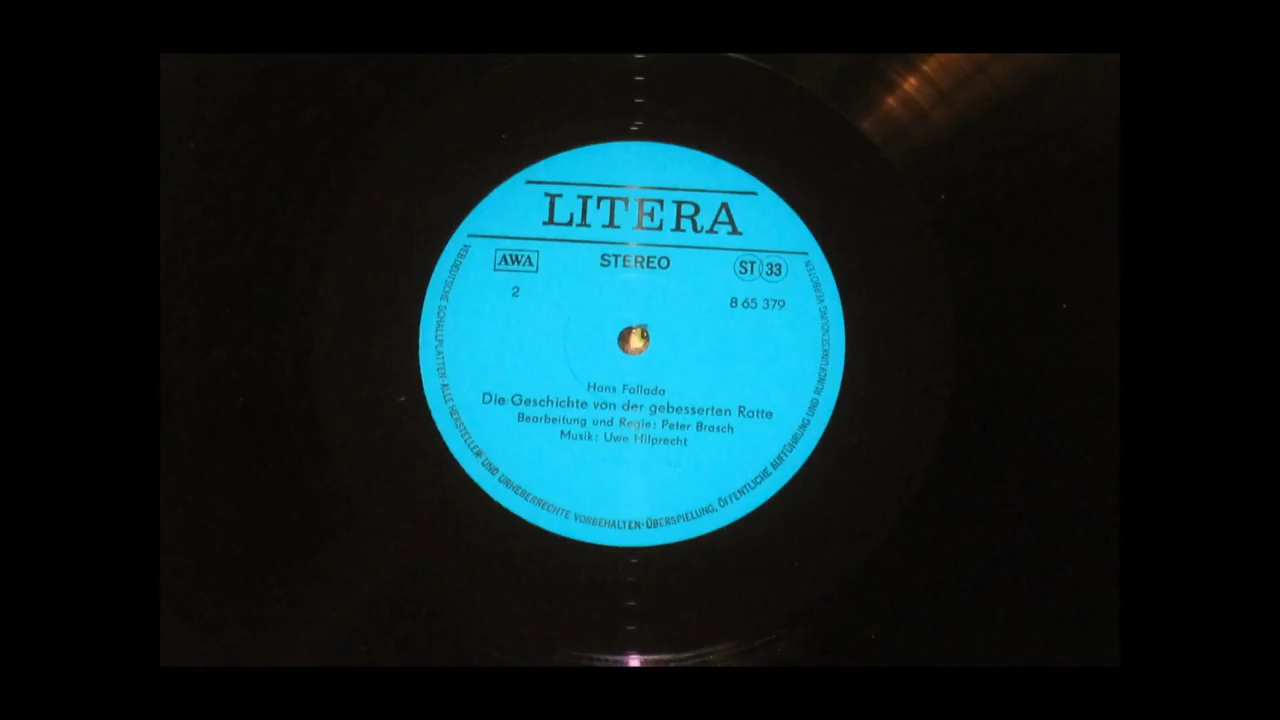 LITERA
AWA
STEREO
ST 33
2
8 65 379
Hans Fallada
Die Geschichte von der gebesserten Ratte
Bearbeitung und Regie: Peter Brasch
Musik: Uwe Hilprecht
VEB DEUTSCHE SCHALLPLATTEN · ALLE HERSTELLER- UND URHEBERRECHTE VORBEHALTEN · ÜBERSPIELUNG, ÖFFENTLICHE AUFFÜHRUNG UND RUNDFUNKSENDUNG VERBOTEN